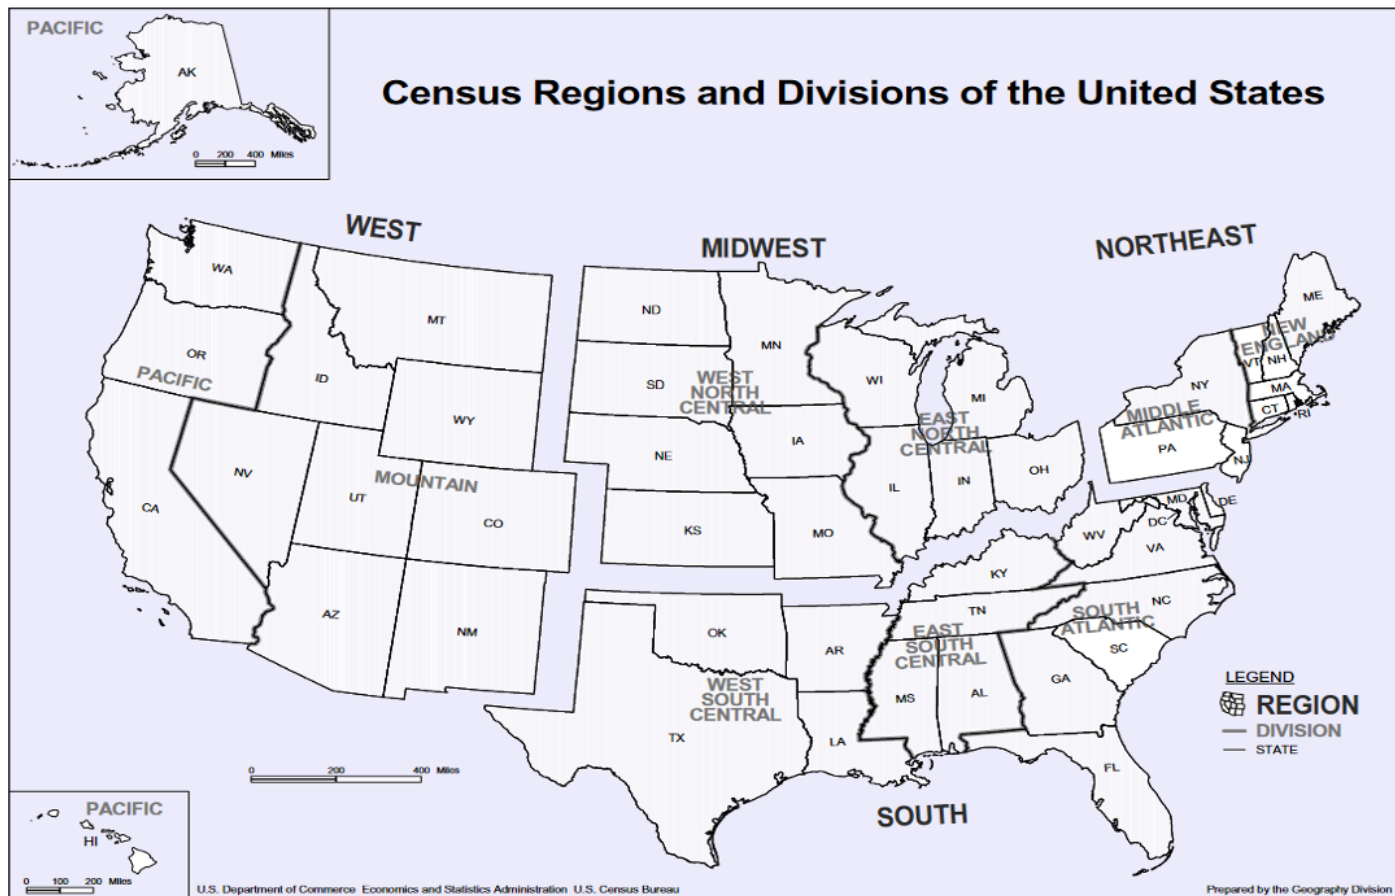 PACIFIC
AK
0 200 400 Miles
Census Regions and Divisions of the United States
WEST
MIDWEST
NORTHEAST
WA
MT
OR
ID
PACIFIC
WY
NV
UT
MOUNTAIN
CO
CA
AZ
NM
ND
MN
SD
WEST
NORTH
CENTRAL
IA
NE
KS
MO
WI
MI
EAST
NORTH
CENTRAL
IL
IN
OH
ME
NEW
ENGLAND
VT
NH
NY
MA
CT
RI
MIDDLE
ATLANTIC
PA
NJ
MD
DE
DC
WV
VA
KY
NC
TN
SOUTH
ATLANTIC
SC
EAST
SOUTH
CENTRAL
OK
AR
MS
AL
GA
WEST
SOUTH
CENTRAL
TX
LA
FL
SOUTH
LEGEND
REGION
DIVISION
STATE
0 200 400 Miles
PACIFIC
HI
0 100 200 Miles
U.S. Department of Commerce Economics and Statistics Administration U.S. Census Bureau
Prepared by the Geography Division